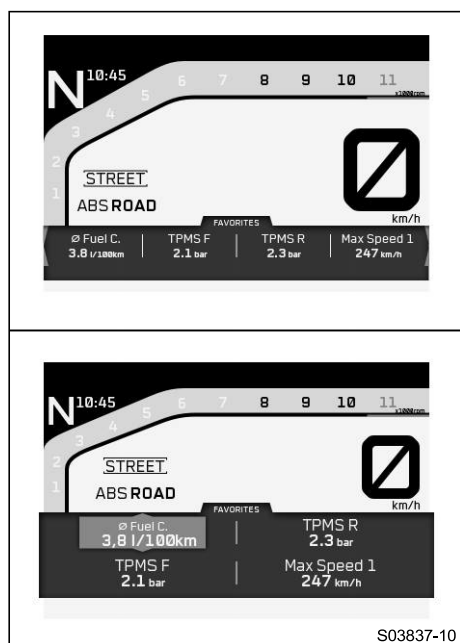 N 10:45
1 2 3 4 5 6 7 8 9 10 11
x1000rpm
STREET
ABS ROAD
0
km/h
FAVORITES
ø Fuel C. TPMS F TPMS R Max Speed 1
3.8 l/100km 2.1 bar 2.3 bar 247 km/h
N 10:45
1 2 3 4 5 6 7 8 9 10 11
x1000rpm
STREET
ABS ROAD
0
km/h
FAVORITES
ø Fuel C. TPMS R
3,8 l/100km 2.3 bar
TPMS F Max Speed 1
2.1 bar 247 km/h
S03837-10